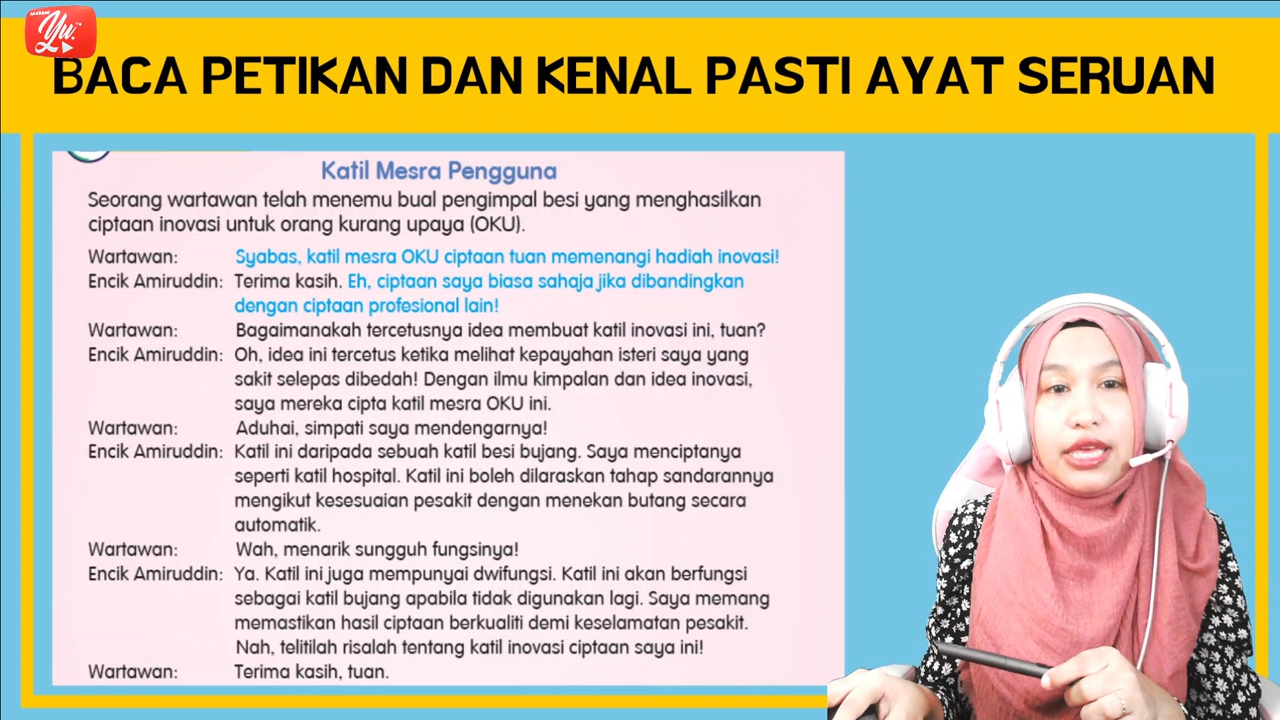 Yu.
BACA PETIKAN DAN KENAL PASTI AYAT SERUAN
Katil Mesra Pengguna
Seorang wartawan telah menemu bual pengimpal besi yang menghasilkan
ciptaan inovasi untuk orang kurang upaya (OKU).
Wartawan: Syabas, katil mesra OKU ciptaan tuan memenangi hadiah inovasi!
Encik Amiruddin: Terima kasih. Eh, ciptaan saya biasa sahaja jika dibandingkan
dengan ciptaan profesional lain!
Wartawan: Bagaimanakah tercetusnya idea membuat katil inovasi ini, tuan?
Encik Amiruddin: Oh, idea ini tercetus ketika melihat kepayahan isteri saya yang
sakit selepas dibedah! Dengan ilmu kimpalan dan idea inovasi,
saya mereka cipta katil mesra OKU ini.
Wartawan: Aduhai, simpati saya mendengarnya!
Encik Amiruddin: Katil ini daripada sebuah katil besi bujang. Saya menciptanya
seperti katil hospital. Katil ini boleh dilaraskan tahap sandarannya
mengikut kesesuaian pesakit dengan menekan butang secara
automatik.
Wartawan: Wah, menarik sungguh fungsinya!
Encik Amiruddin: Ya. Katil ini juga mempunyai dwifungsi. Katil ini akan berfungsi
sebagai katil bujang apabila tidak digunakan lagi. Saya memang
memastikan hasil ciptaan berkualiti demi keselamatan pesakit.
Nah, telitilah risalah tentang katil inovasi ciptaan saya ini!
Wartawan: Terima kasih, tuan.